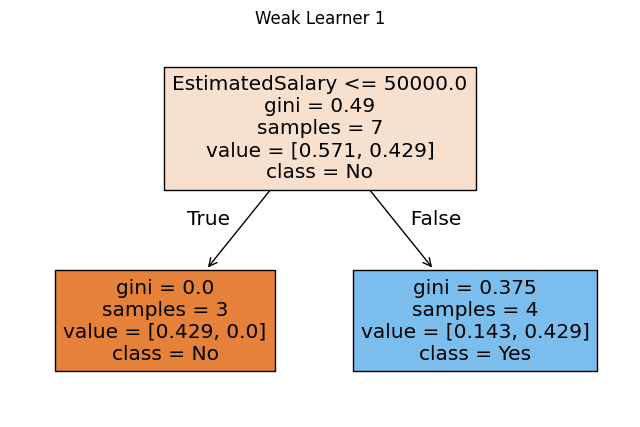 Weak Learner 1
EstimatedSalary <= 50000.0
gini = 0.49
samples = 7
value = [0.571, 0.429]
class = No
True
False
gini = 0.0
samples = 3
value = [0.429, 0.0]
class = No
gini = 0.375
samples = 4
value = [0.143, 0.429]
class = Yes